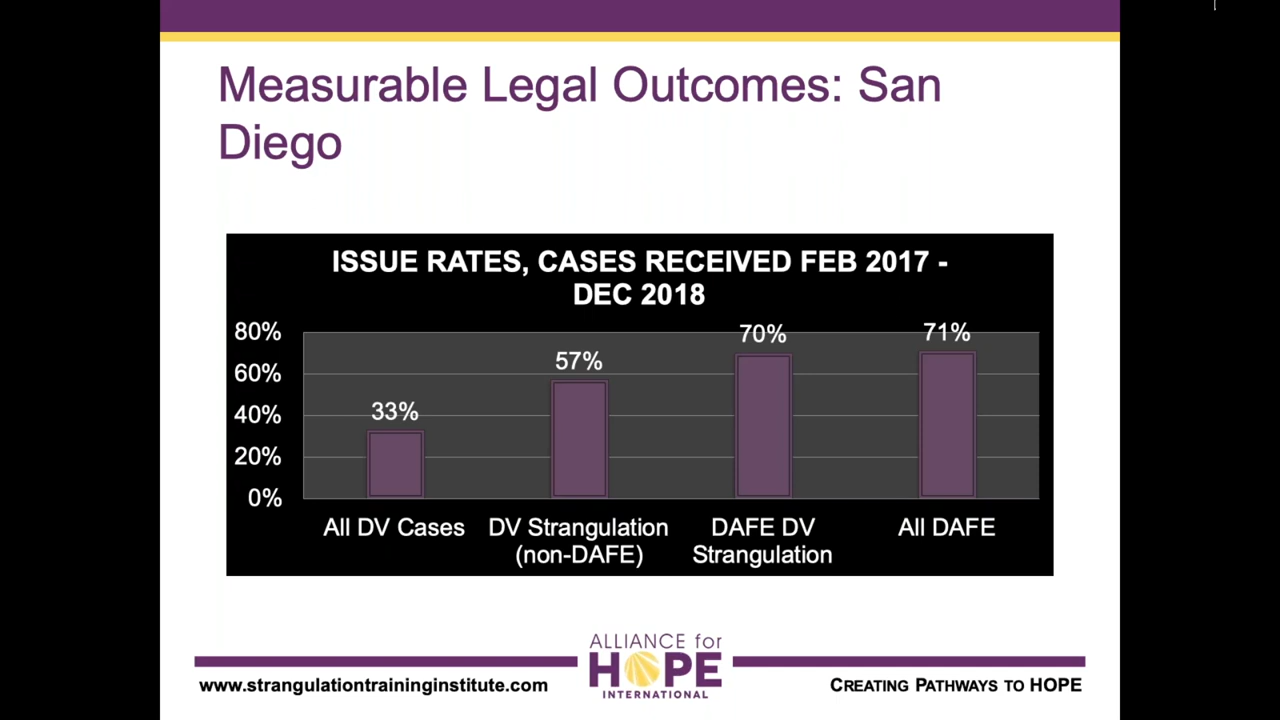 Measurable Legal Outcomes: San
Diego
ISSUE RATES, CASES RECEIVED FEB 2017 -
DEC 2018
80%
60%
40%
20%
0%
33%
57%
70%
71%
All DV Cases
DV Strangulation
(non-DAFE)
DAFE DV
Strangulation
All DAFE
www.strangulationtraininginstitute.com
ALLIANCE for
HOPE
INTERNATIONAL
CREATING PATHWAYS TO HOPE